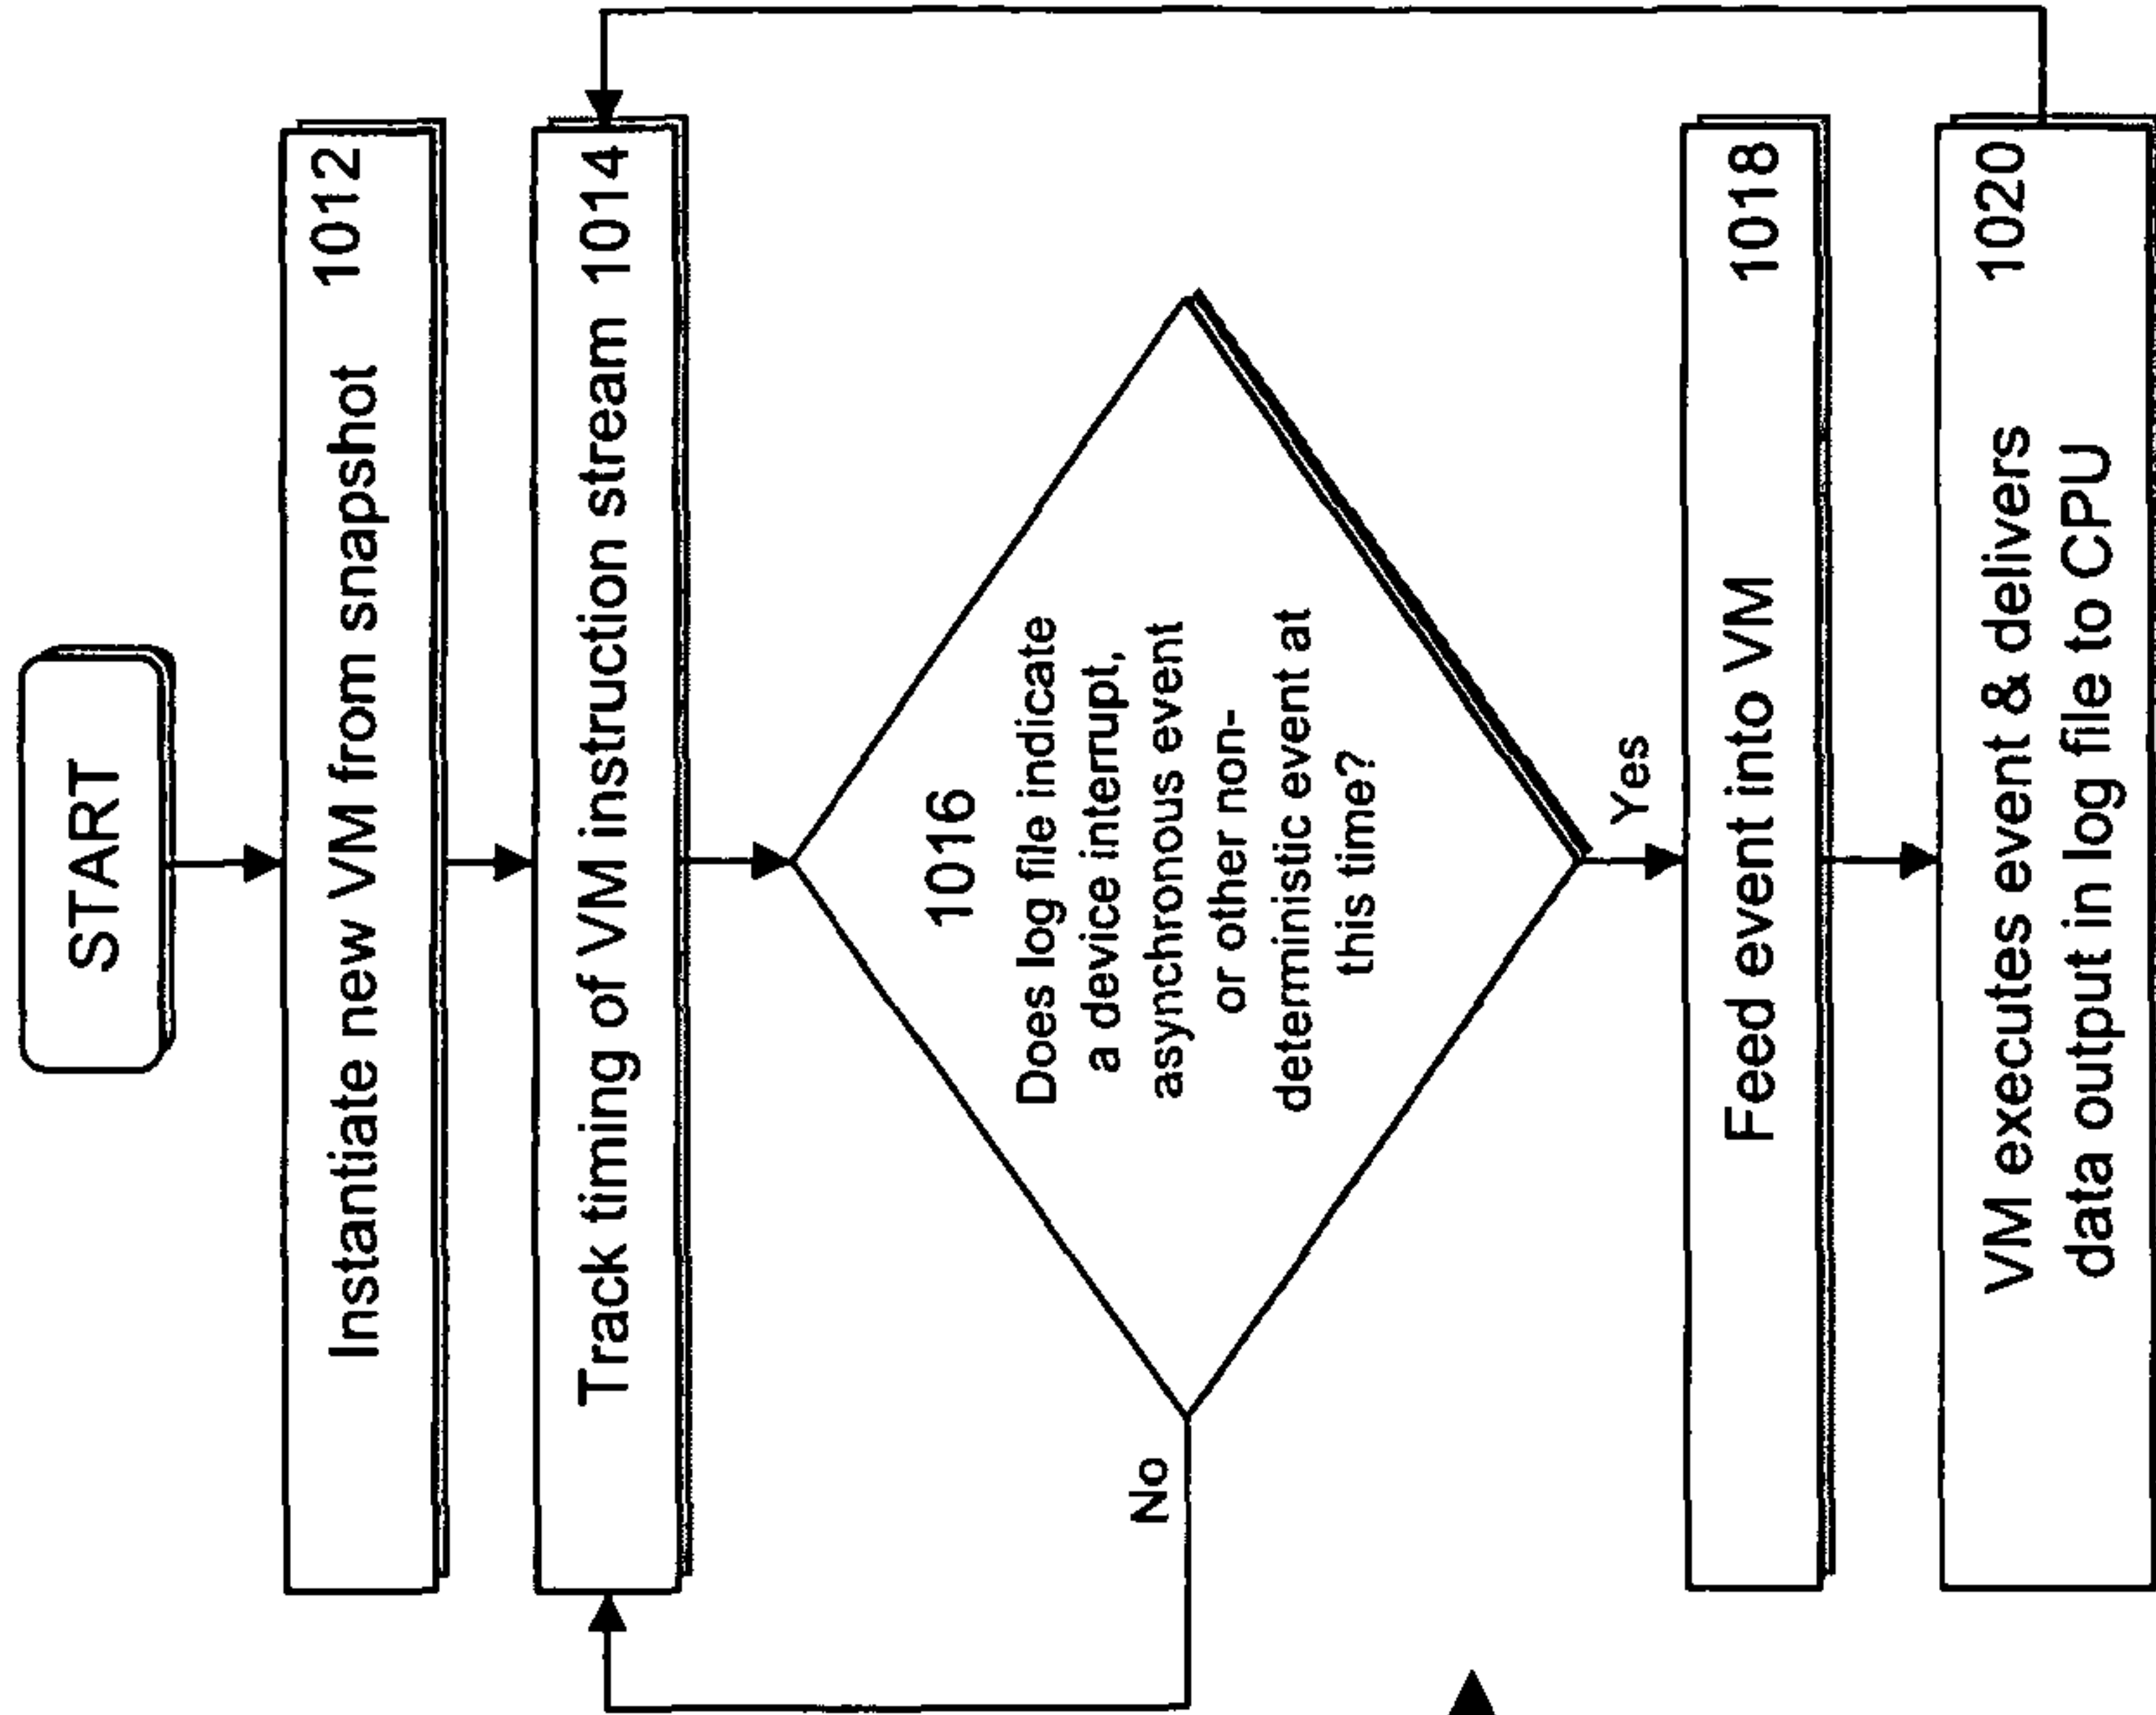 START
Instantiate new VM from snapshot 1012
Track timing of VM instruction stream 1014
1016
Does log file indicate
a device interrupt,
asynchronous event
or other non-
deterministic event at
this time?
No
Yes
Feed event into VM 1018
VM executes event & delivers 1020
data output in log file to CPU